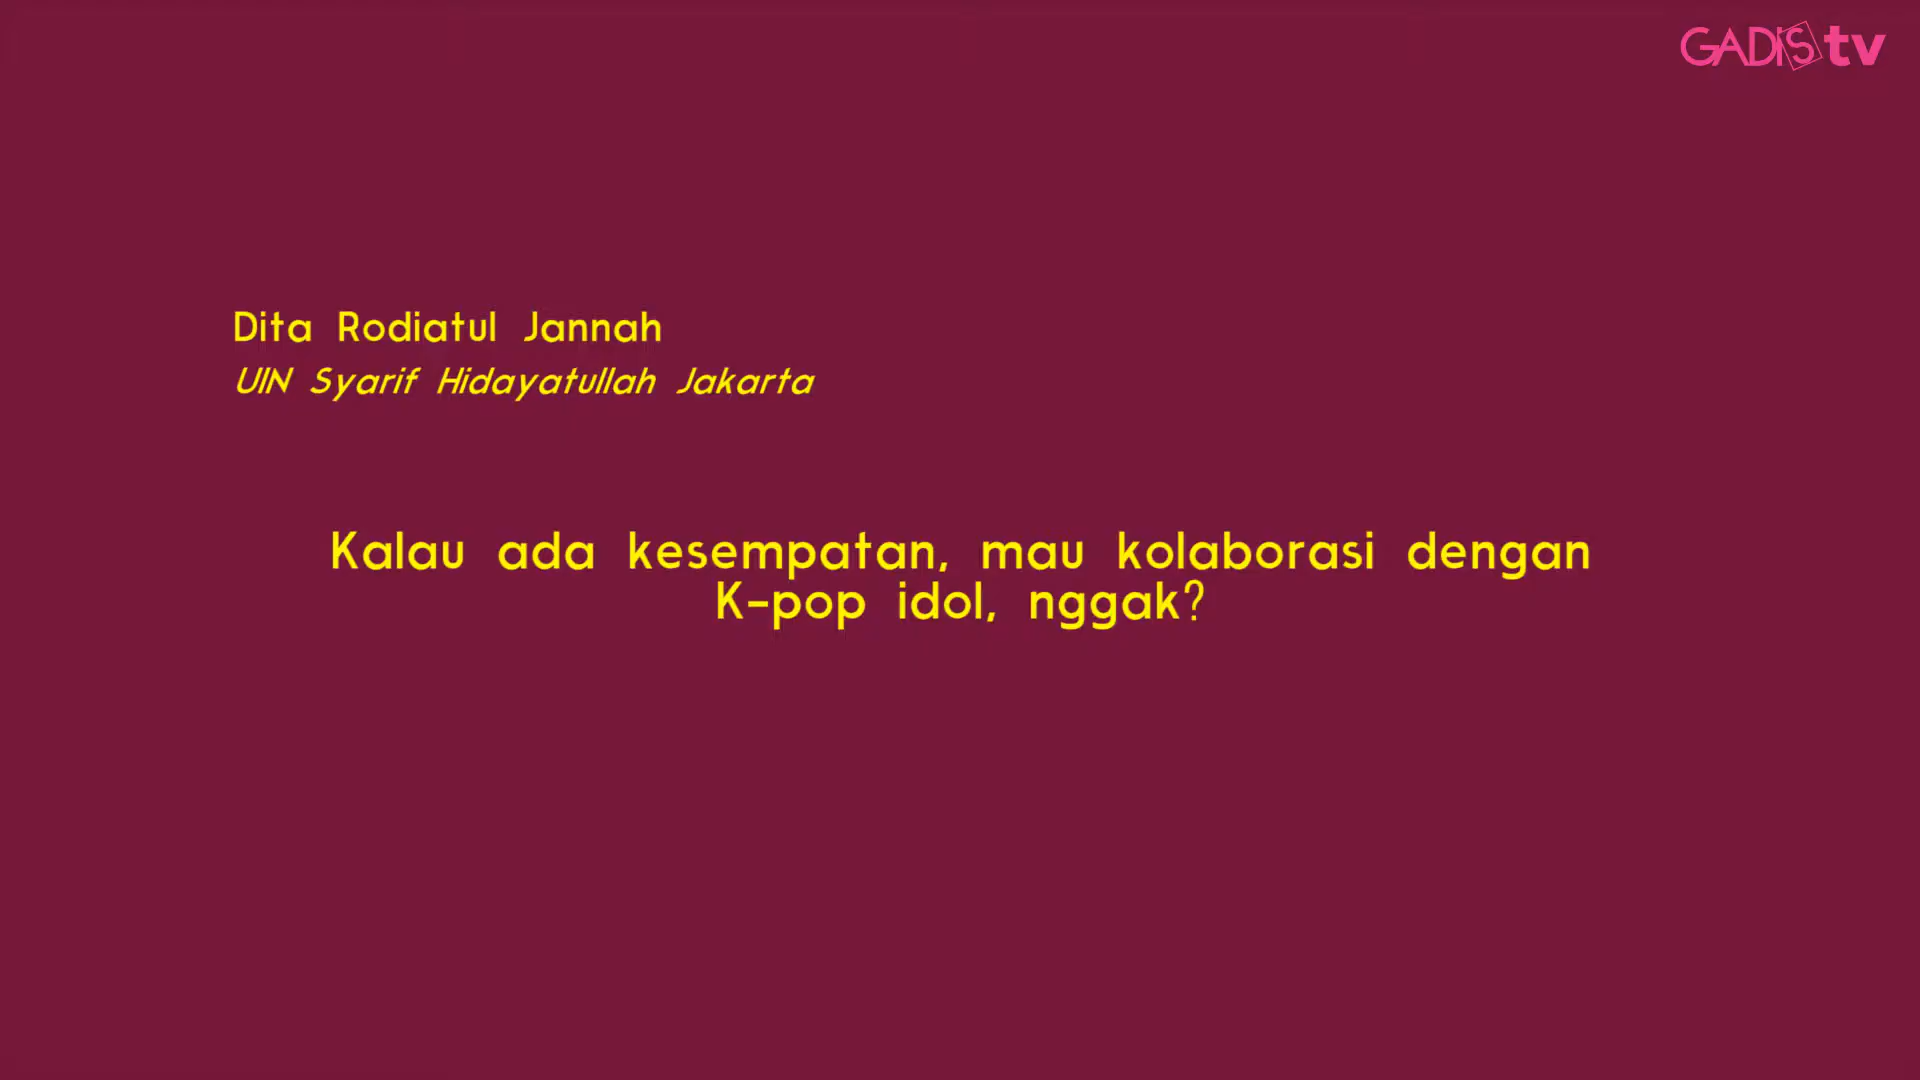 GADIS tv
Dita Rodiatul Jannah
UIN Syarif Hidayatullah Jakarta
Kalau ada kesempatan, mau kolaborasi dengan
K-pop idol, nggak?